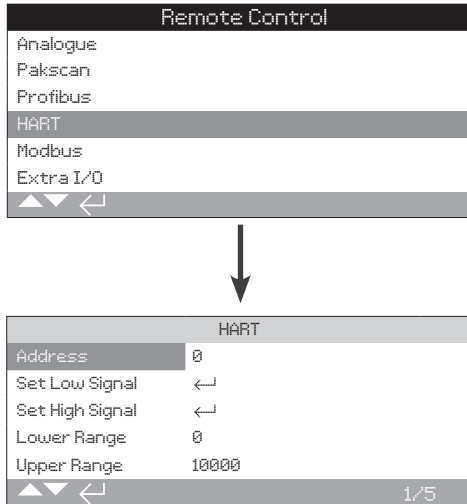 Remote Control
Analogue
Pakscan
Profibus
HART
Modbus
Extra I/O
HART
Address 0
Set Low Signal
Set High Signal
Lower Range 0
Upper Range 10000
1/5